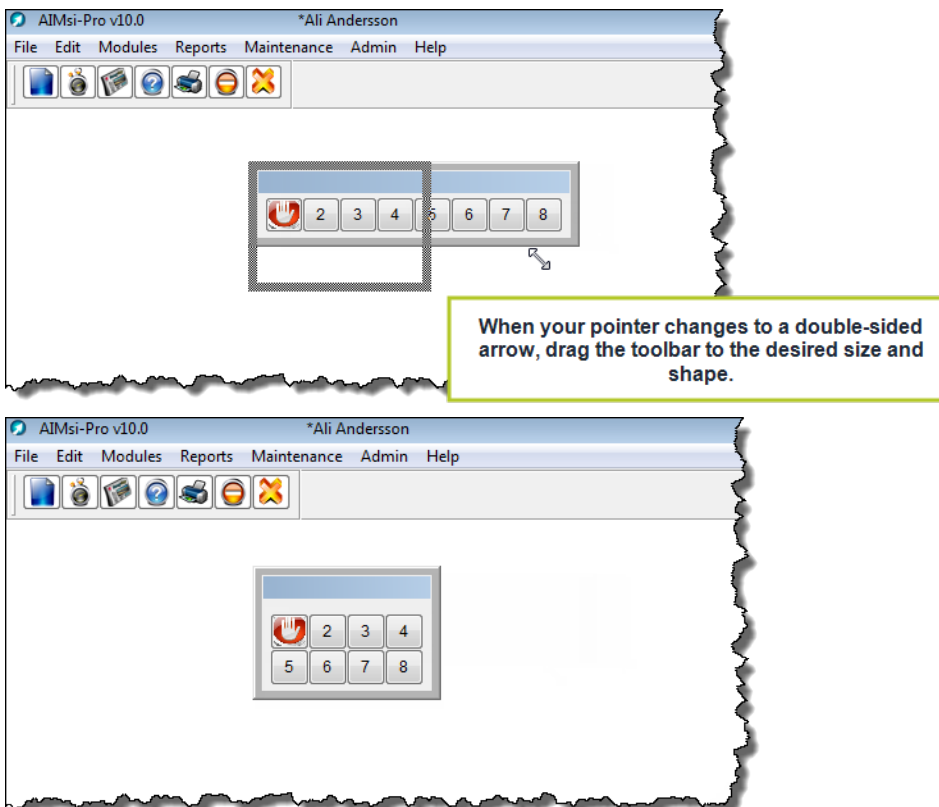 AIMsi-Pro v10.0 *Ali Andersson
File Edit Modules Reports Maintenance Admin Help
2 3 4 5 6 7 8
When your pointer changes to a double-sided
arrow, drag the toolbar to the desired size and
shape.
AIMsi-Pro v10.0 *Ali Andersson
File Edit Modules Reports Maintenance Admin Help
2 3 4
5 6 7 8